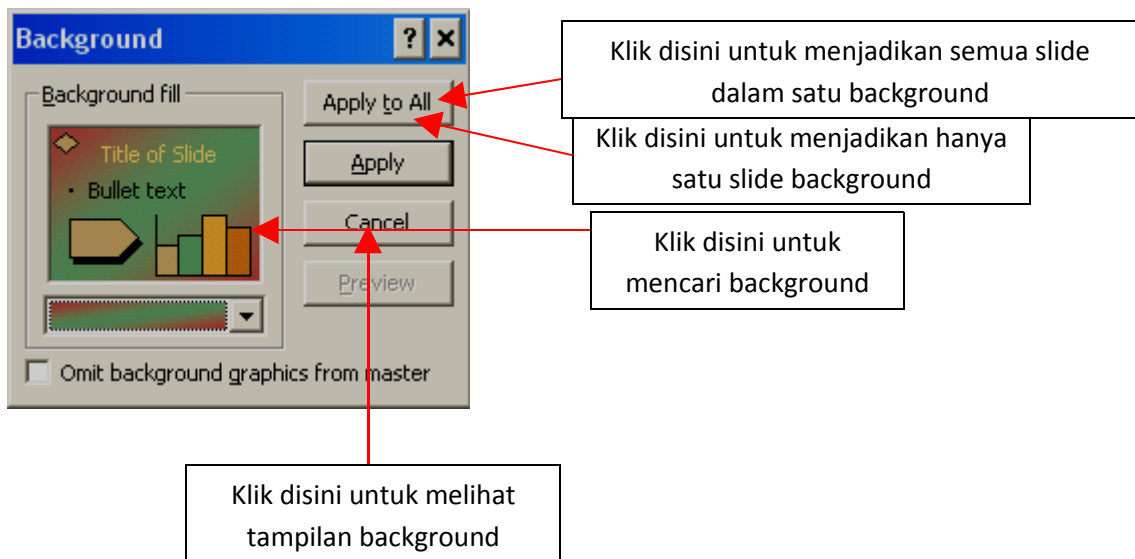 Background
Background fill
Title of Slide
• Bullet text
Apply to All
Apply
Cancel
Preview
Omit background graphics from master
Klik disini untuk menjadikan semua slide
dalam satu background
Klik disini untuk menjadikan hanya
satu slide background
Klik disini untuk
mencari background
Klik disini untuk melihat
tampilan background